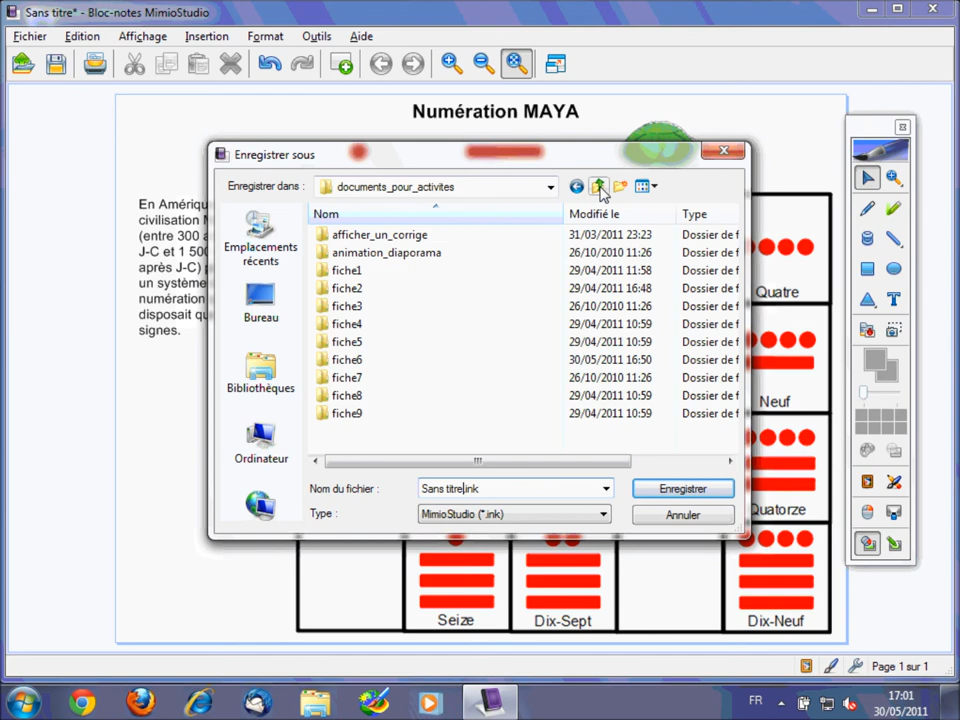 Sans titre* - Bloc-notes MimioStudio
Fichier Edition Affichage Insertion Format Outils Aide
Numération MAYA
Enregistrer sous
Enregistrer dans : documents_pour_activites
Nom Modifié le Type
afficher_un_corrige 31/03/2011 23:23 Dossier de f
animation_diaporama 26/10/2010 11:26 Dossier de f
fiche1 29/04/2011 11:58 Dossier de f
fiche2 29/04/2011 16:48 Dossier de f
fiche3 26/10/2010 11:26 Dossier de f
fiche4 29/04/2011 10:59 Dossier de f
fiche5 29/04/2011 10:59 Dossier de f
fiche6 30/05/2011 16:50 Dossier de f
fiche7 26/10/2010 11:26 Dossier de f
fiche8 29/04/2011 10:59 Dossier de f
fiche9 29/04/2011 10:59 Dossier de f
Emplacements
récents
Bureau
Bibliothèques
Ordinateur
Nom du fichier : Sans titre.ink Enregistrer
Type : MimioStudio (*.ink) Annuler
En Amériqu
civilisation M
(entre 300 a
J-C et 1 500
après J-C) p
un système
numération
disposait qu
signes.
Quatre
Neuf
Quatorze
Seize Dix-Sept Dix-Neuf
Page 1 sur 1
FR 17:01
30/05/2011